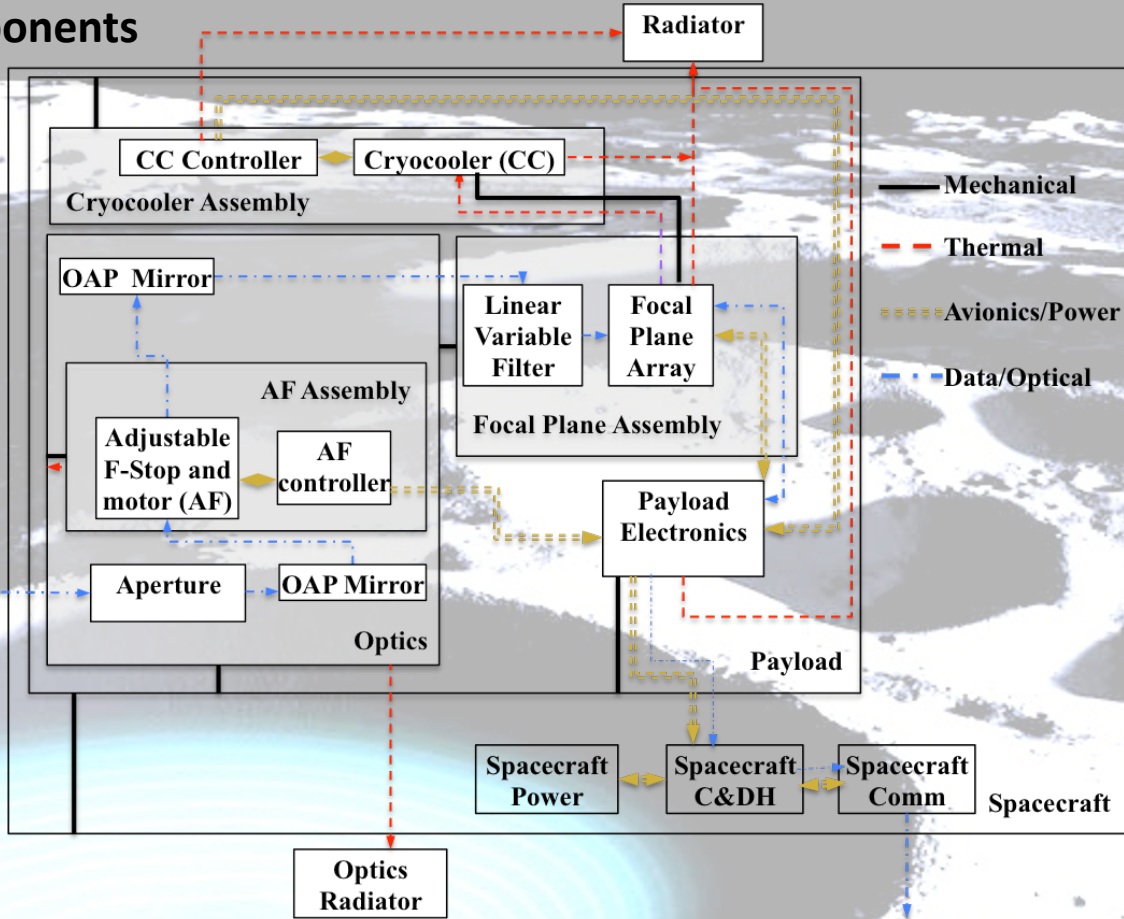 ponents
Radiator
CC Controller
Cryocooler (CC)
Cryocooler Assembly
Mechanical
Thermal
Avionics/Power
Data/Optical
OAP  Mirror
Linear
Variable
Filter
Focal
Plane
Array
Focal Plane Assembly
AF Assembly
Adjustable
F-Stop and
motor (AF)
AF
controller
Payload
Electronics
Aperture
OAP Mirror
Optics
Payload
Spacecraft
Power
Spacecraft
C&DH
Spacecraft
Comm
Spacecraft
Optics
Radiator